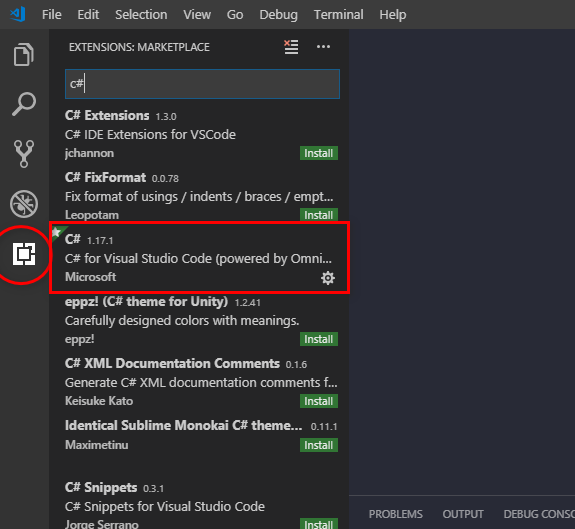 File Edit Selection View Go Debug Terminal Help
EXTENSIONS: MARKETPLACE
c#
C# Extensions 1.3.0
C# IDE Extensions for VSCode
jchannon Install
C# FixFormat 0.0.78
Fix format of usings / indents / braces / empt...
Leopotam Install
C# 1.17.1
C# for Visual Studio Code (powered by Omni...
Microsoft
eppz! (C# theme for Unity) 1.2.41
Carefully designed colors with meanings.
eppz! Install
C# XML Documentation Comments 0.1.6
Generate C# XML documentation comments f...
Keisuke Kato Install
Identical Sublime Monokai C# theme... 0.11.1
Maximetinu Install
C# Snippets 0.3.1
C# Snippets for Visual Studio Code
Jorge Serrano Install
PROBLEMS OUTPUT DEBUG CONSO